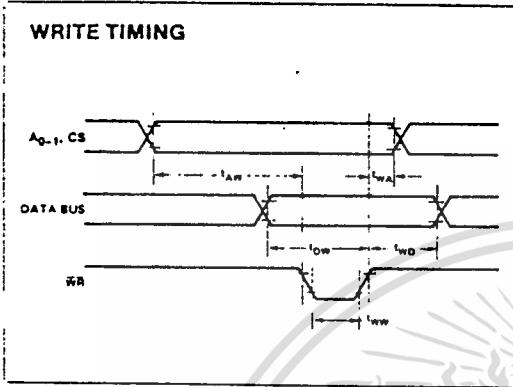 WRITE TIMING
A0–1, CS
tAW
tWA
DATA BUS
tDW
tWD
WR
tWW